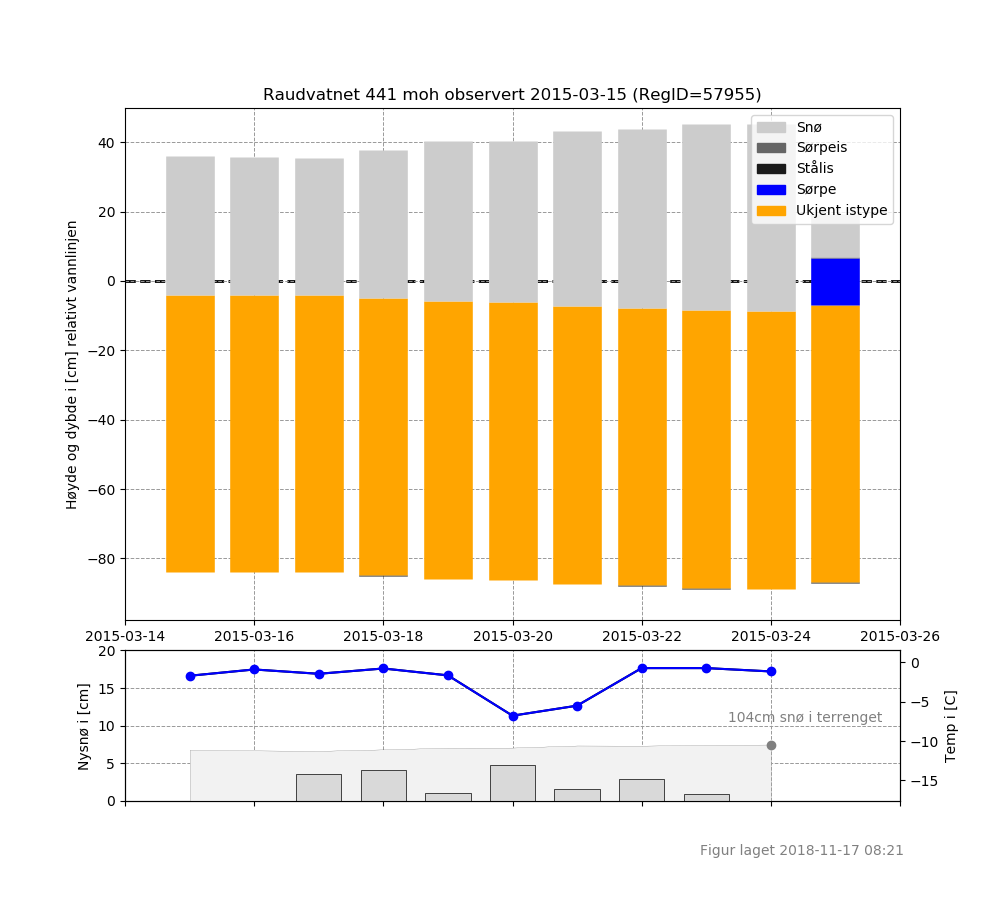 Raudvatnet 441 moh observert 2015-03-15 (RegID=57955)
Høyde og dybde i [cm] relativt vannlinjen
40
20
0
−20
−40
−60
−80
Snø
Sørpeis
Stålis
Sørpe
Ukjent istype
2015-03-14 2015-03-16 2015-03-18 2015-03-20 2015-03-22 2015-03-24 2015-03-26
Nysnø i [cm]
20
15
10
5
0
104cm snø i terrenget
0
−5
−10
−15
Temp i [C]
Figur laget 2018-11-17 08:21